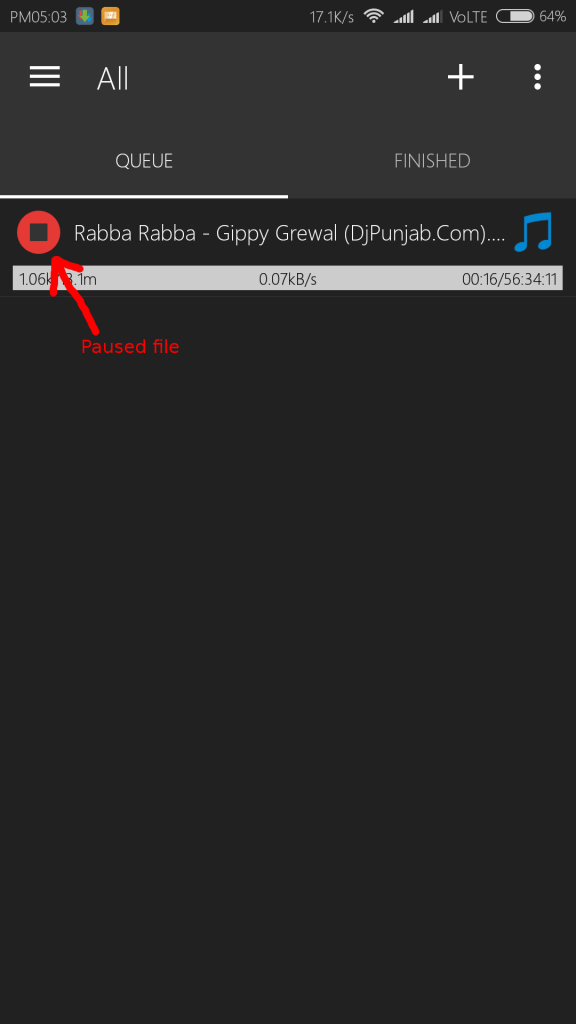 PM05:03 17.1K/s VoLTE 64%
All
QUEUE FINISHED
Rabba Rabba - Gippy Grewal (DjPunjab.Com)....
1.06k 3.1m 0.07kB/s 00:16/56:34:11
Paused file